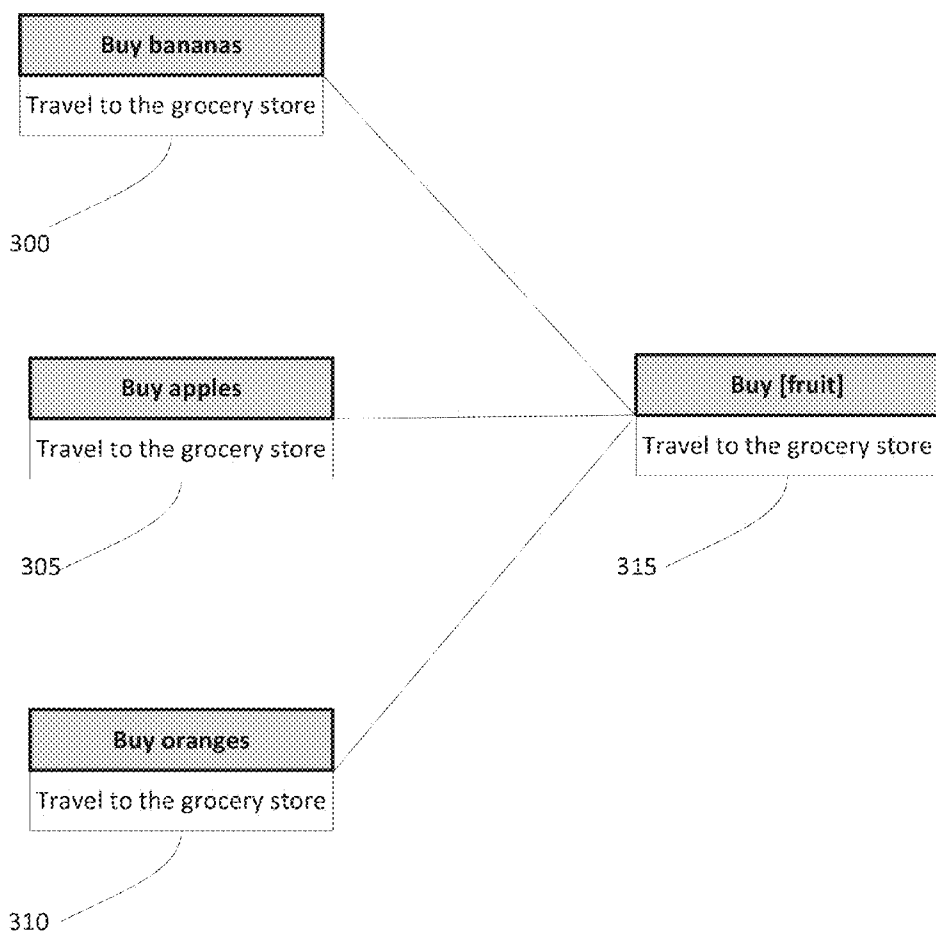 Buy bananas
Travel to the grocery store
300
Buy apples
Travel to the grocery store
305
Buy [fruit]
Travel to the grocery store
315
Buy oranges
Travel to the grocery store
310